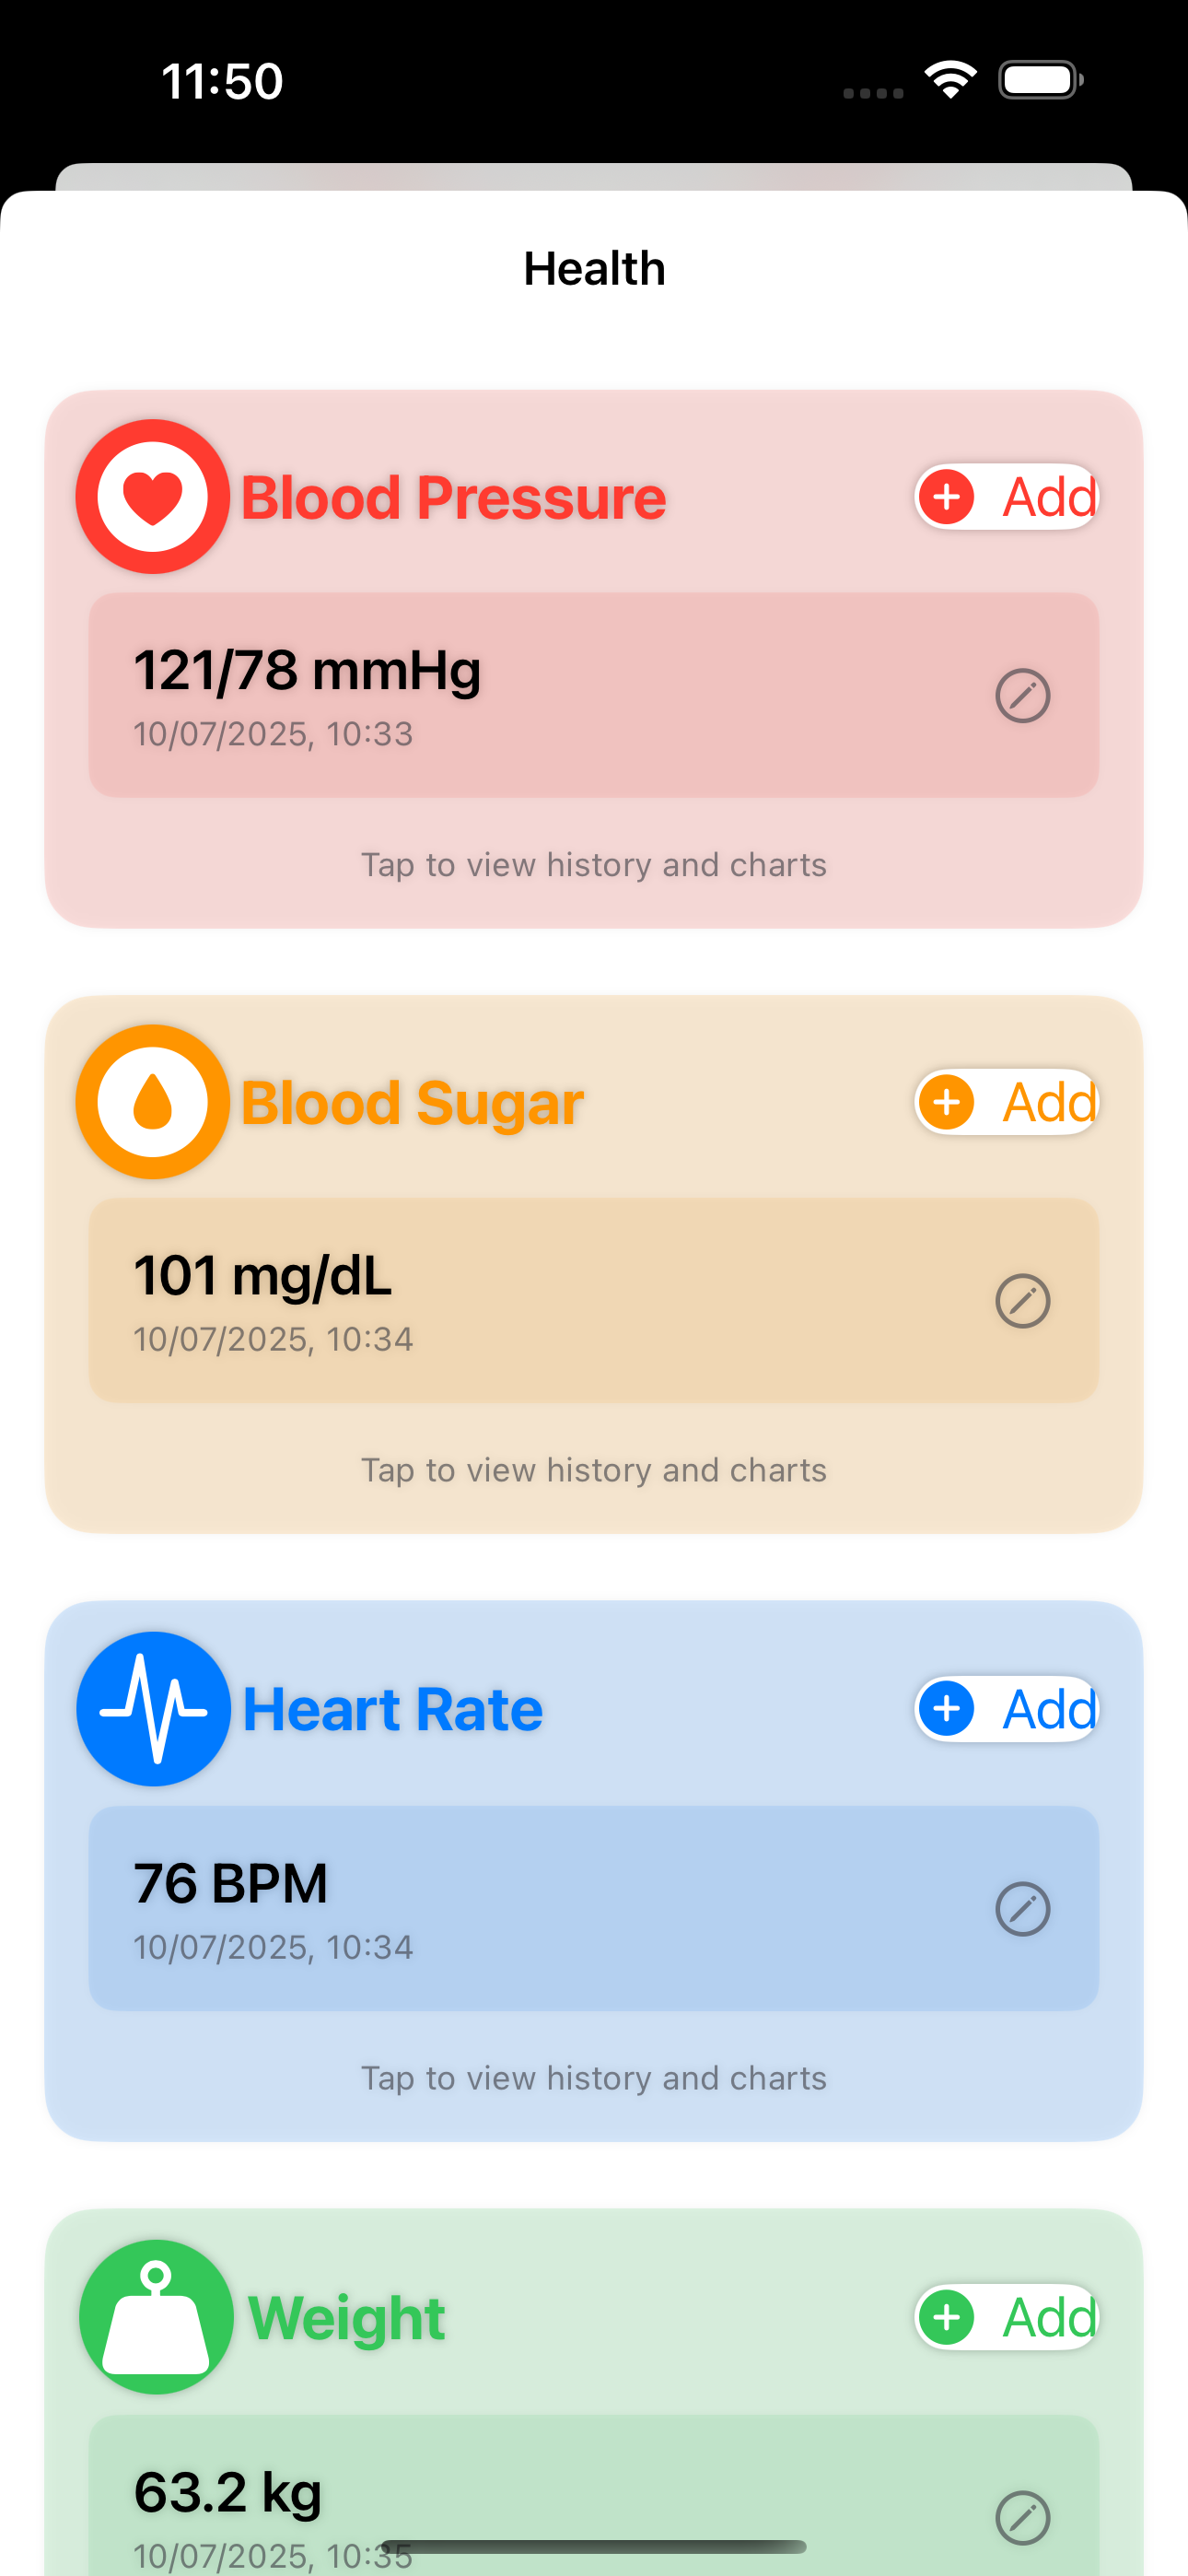 11:50
Health
Blood Pressure
Add
121/78 mmHg
10/07/2025, 10:33
Tap to view history and charts
Blood Sugar
Add
101 mg/dL
10/07/2025, 10:34
Tap to view history and charts
Heart Rate
Add
76 BPM
10/07/2025, 10:34
Tap to view history and charts
Weight
Add
63.2 kg
10/07/2025, 10:35